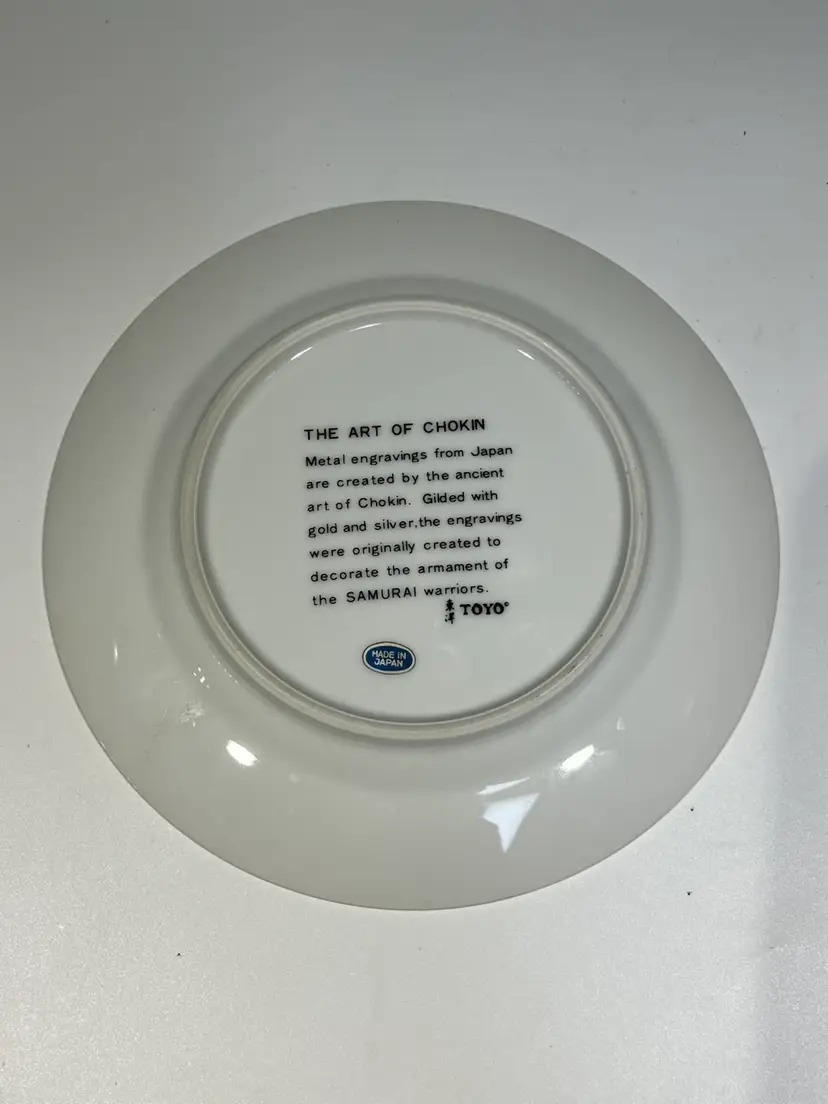 THE ART OF CHOKIN
Metal engravings from Japan
are created by the ancient
art of Chokin. Gilded with
gold and silver,the engravings
were originally created to
decorate the armament of
the SAMURAI warriors.
東洋 TOYO®
MADE IN
JAPAN